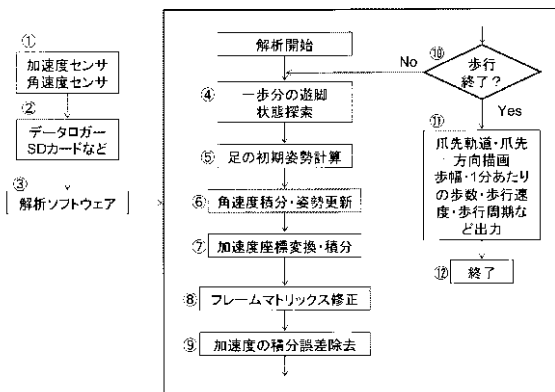 ①
加速度センサ
角速度センサ
②
データロガー
SDカードなど
③
解析ソフトウェア
解析開始
④
一歩分の遊脚
状態探索
⑤
足の初期姿勢計算
⑥
角速度積分・姿勢更新
⑦
加速度座標変換・積分
⑧
フレームマトリックス修正
⑨
加速度の積分誤差除去
⑩
歩行
終了?
No
Yes
⑪
爪先軌道・爪先
方向描画
歩幅・1分あたり
の歩数・歩行速
度・歩行周期な
ど出力
⑫
終了